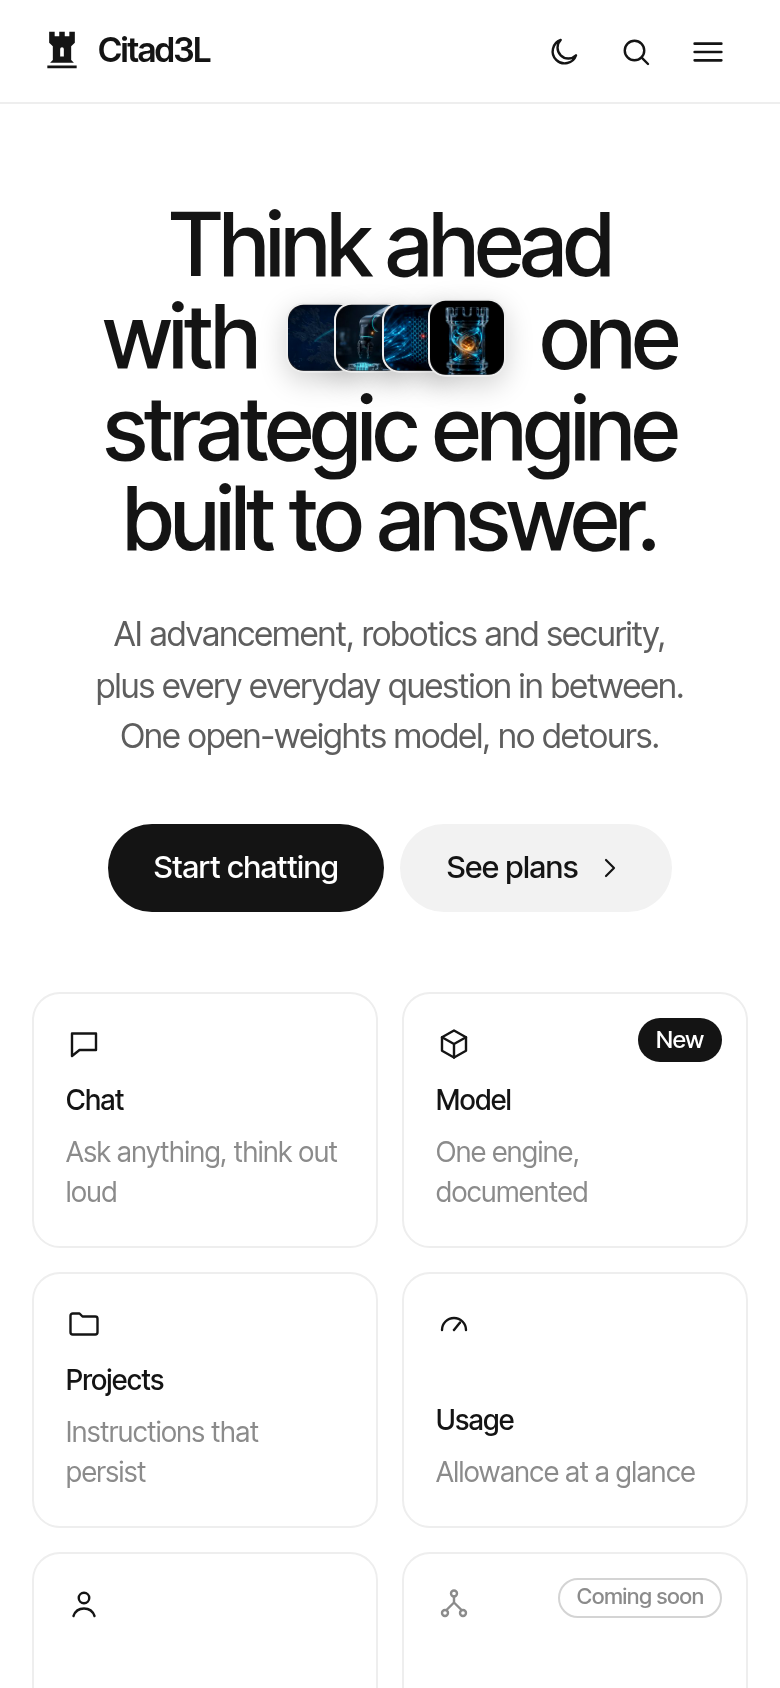 Citad3L
Think ahead
with one
strategic engine
built to answer.
AI advancement, robotics and security,
plus every everyday question in between.
One open-weights model, no detours.
Start chatting
See plans
Chat
Ask anything, think out
loud
New
Model
One engine,
documented
Projects
Instructions that
persist
Usage
Allowance at a glance
Coming soon